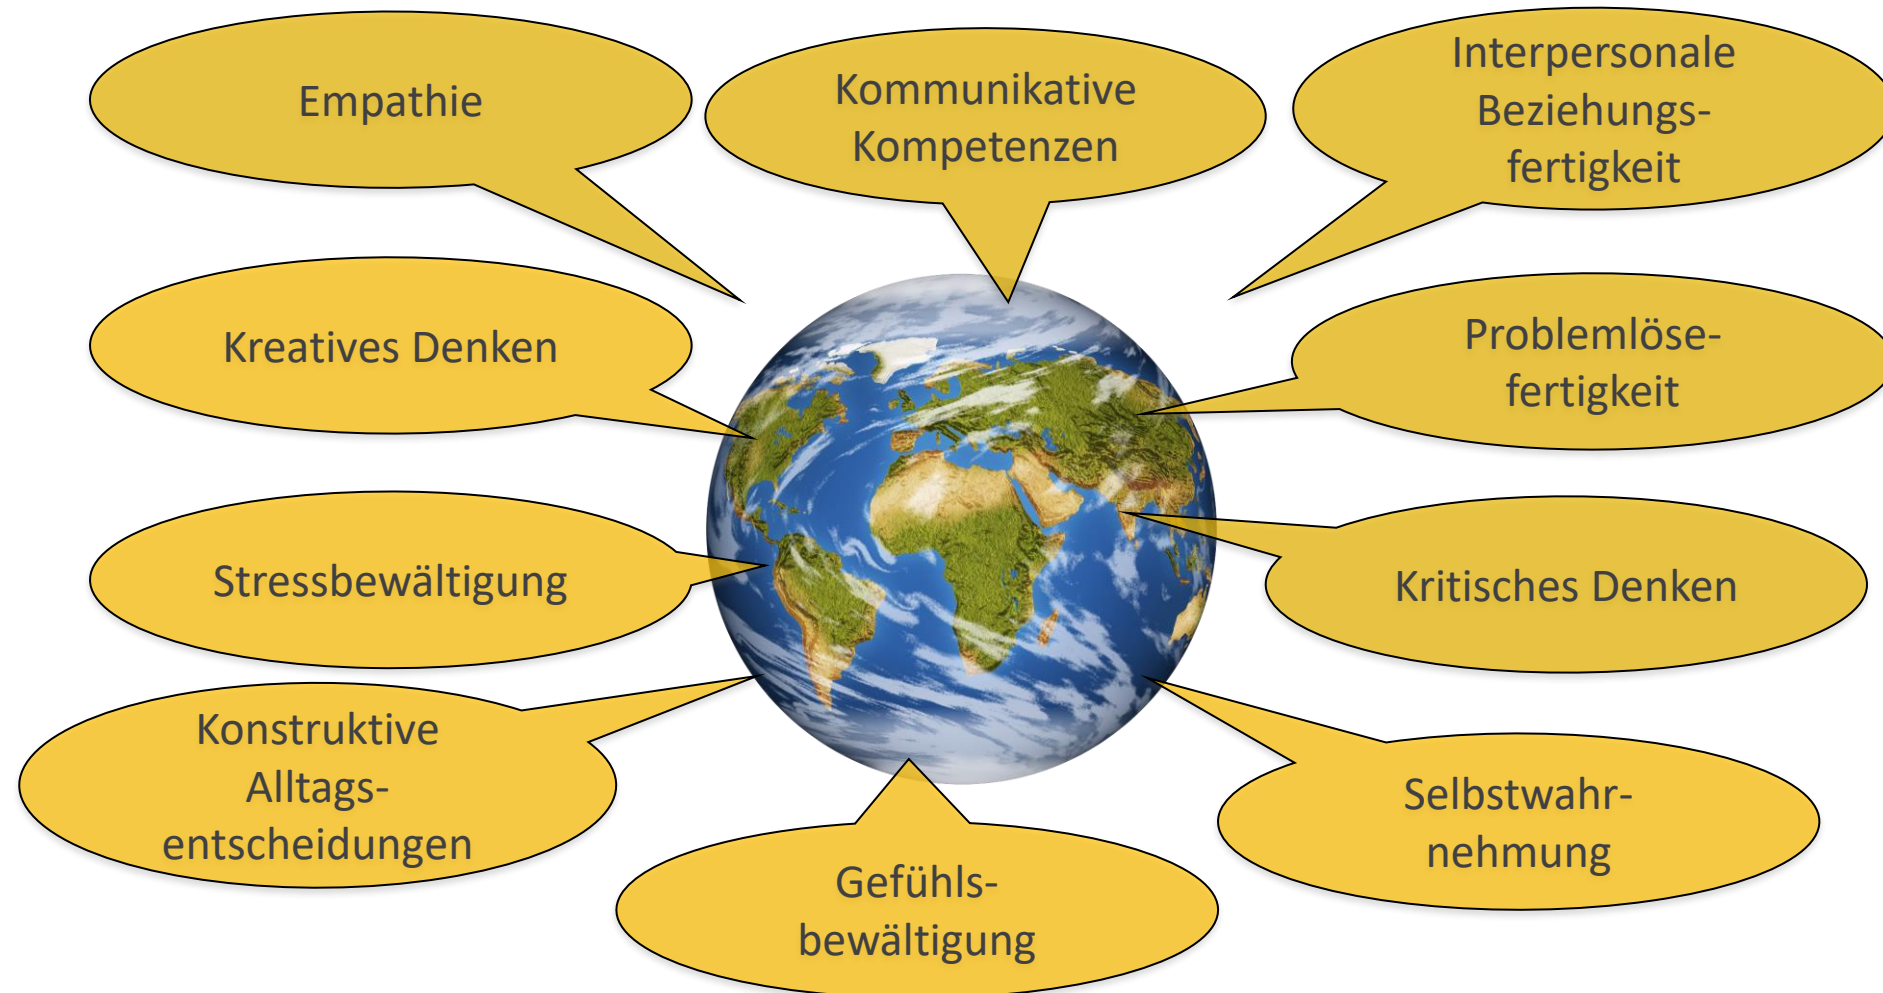 Empathie
Kommunikative
Kompetenzen
Interpersonale
Beziehungs-
fertigkeit
Kreatives Denken
Problemlöse-
fertigkeit
Stressbewältigung
Kritisches Denken
Konstruktive
Alltags-
entscheidungen
Selbstwahr-
nehmung
Gefühls-
bewältigung